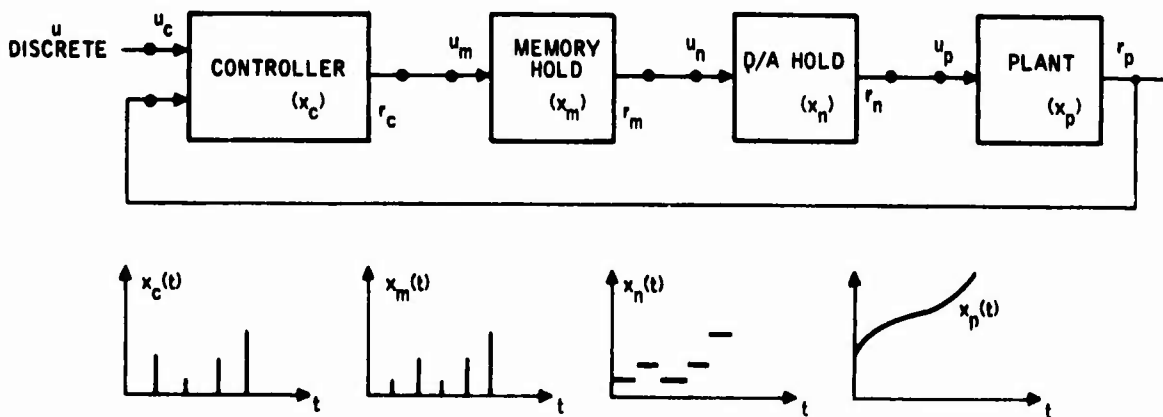 u
DISCRETE
u_c
CONTROLLER
(x_c)
r_c
u_m
MEMORY
HOLD
(x_m)
r_m
u_n
D/A HOLD
(x_n)
r_n
u_p
PLANT
(x_p)
r_p
x_c(t)
t
x_m(t)
t
x_n(t)
t
x_p(t)
t